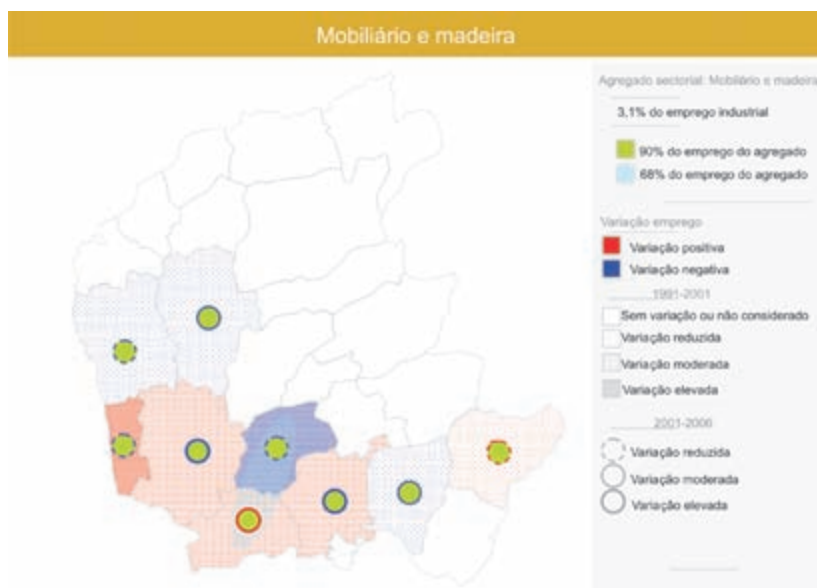 Mobiliário e madeira
Agregado sectorial: Mobiliário e madeira
3,1% do emprego industrial
90% do emprego do agregado
68% do emprego do agregado
Variação emprego
Variação positiva
Variação negativa
1991-2001
Sem variação ou não considerado
Variação reduzida
Variação moderada
Variação elevada
2001-2006
Variação reduzida
Variação moderada
Variação elevada